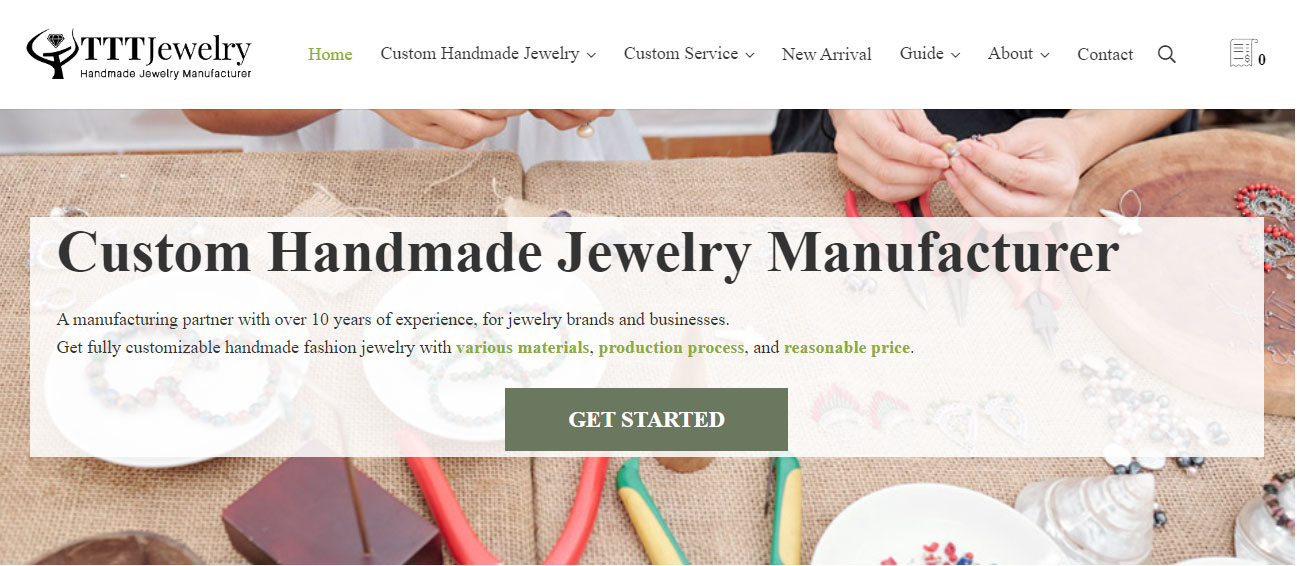 TTTJewelry
Handmade Jewelry Manufacturer
Home Custom Handmade Jewelry Custom Service New Arrival Guide About Contact
$ 0
Custom Handmade Jewelry Manufacturer
A manufacturing partner with over 10 years of experience, for jewelry brands and businesses.
Get fully customizable handmade fashion jewelry with various materials, production process, and reasonable price.
GET STARTED